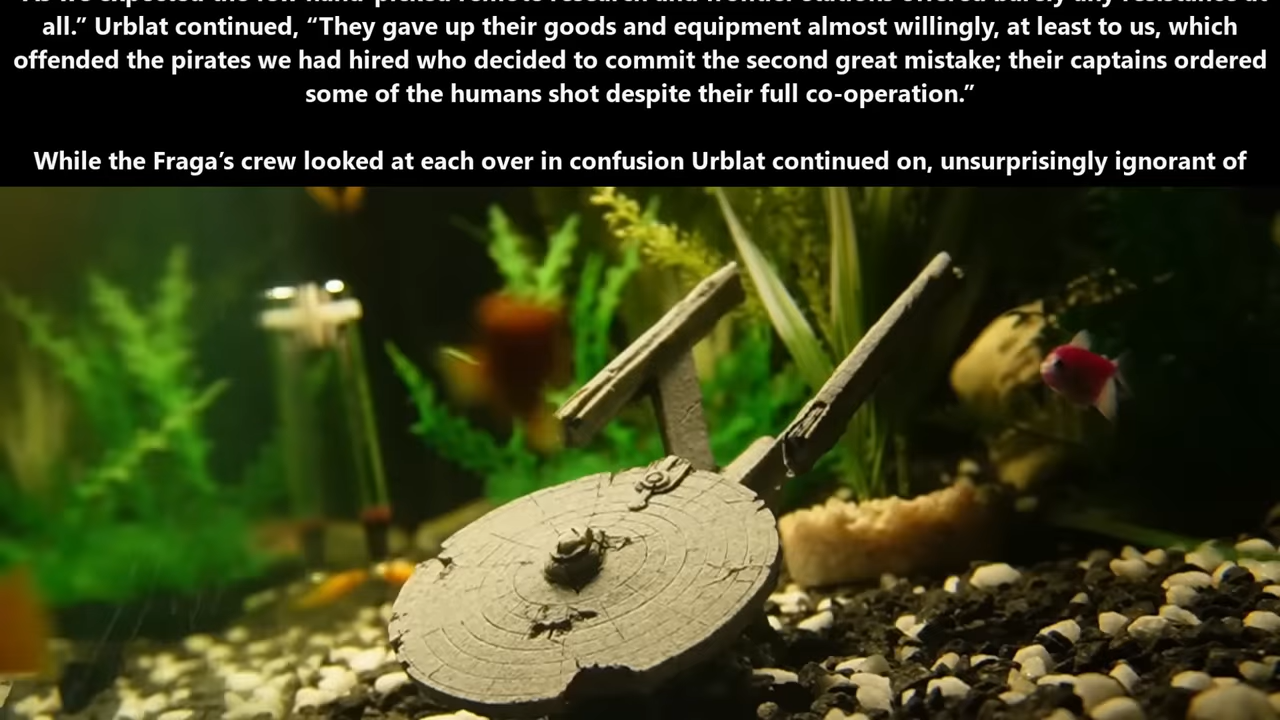 all.” Urblat continued, “They gave up their goods and equipment almost willingly, at least to us, which
offended the pirates we had hired who decided to commit the second great mistake; their captains ordered
some of the humans shot despite their full co-operation.”
While the Fraga’s crew looked at each over in confusion Urblat continued on, unsurprisingly ignorant of